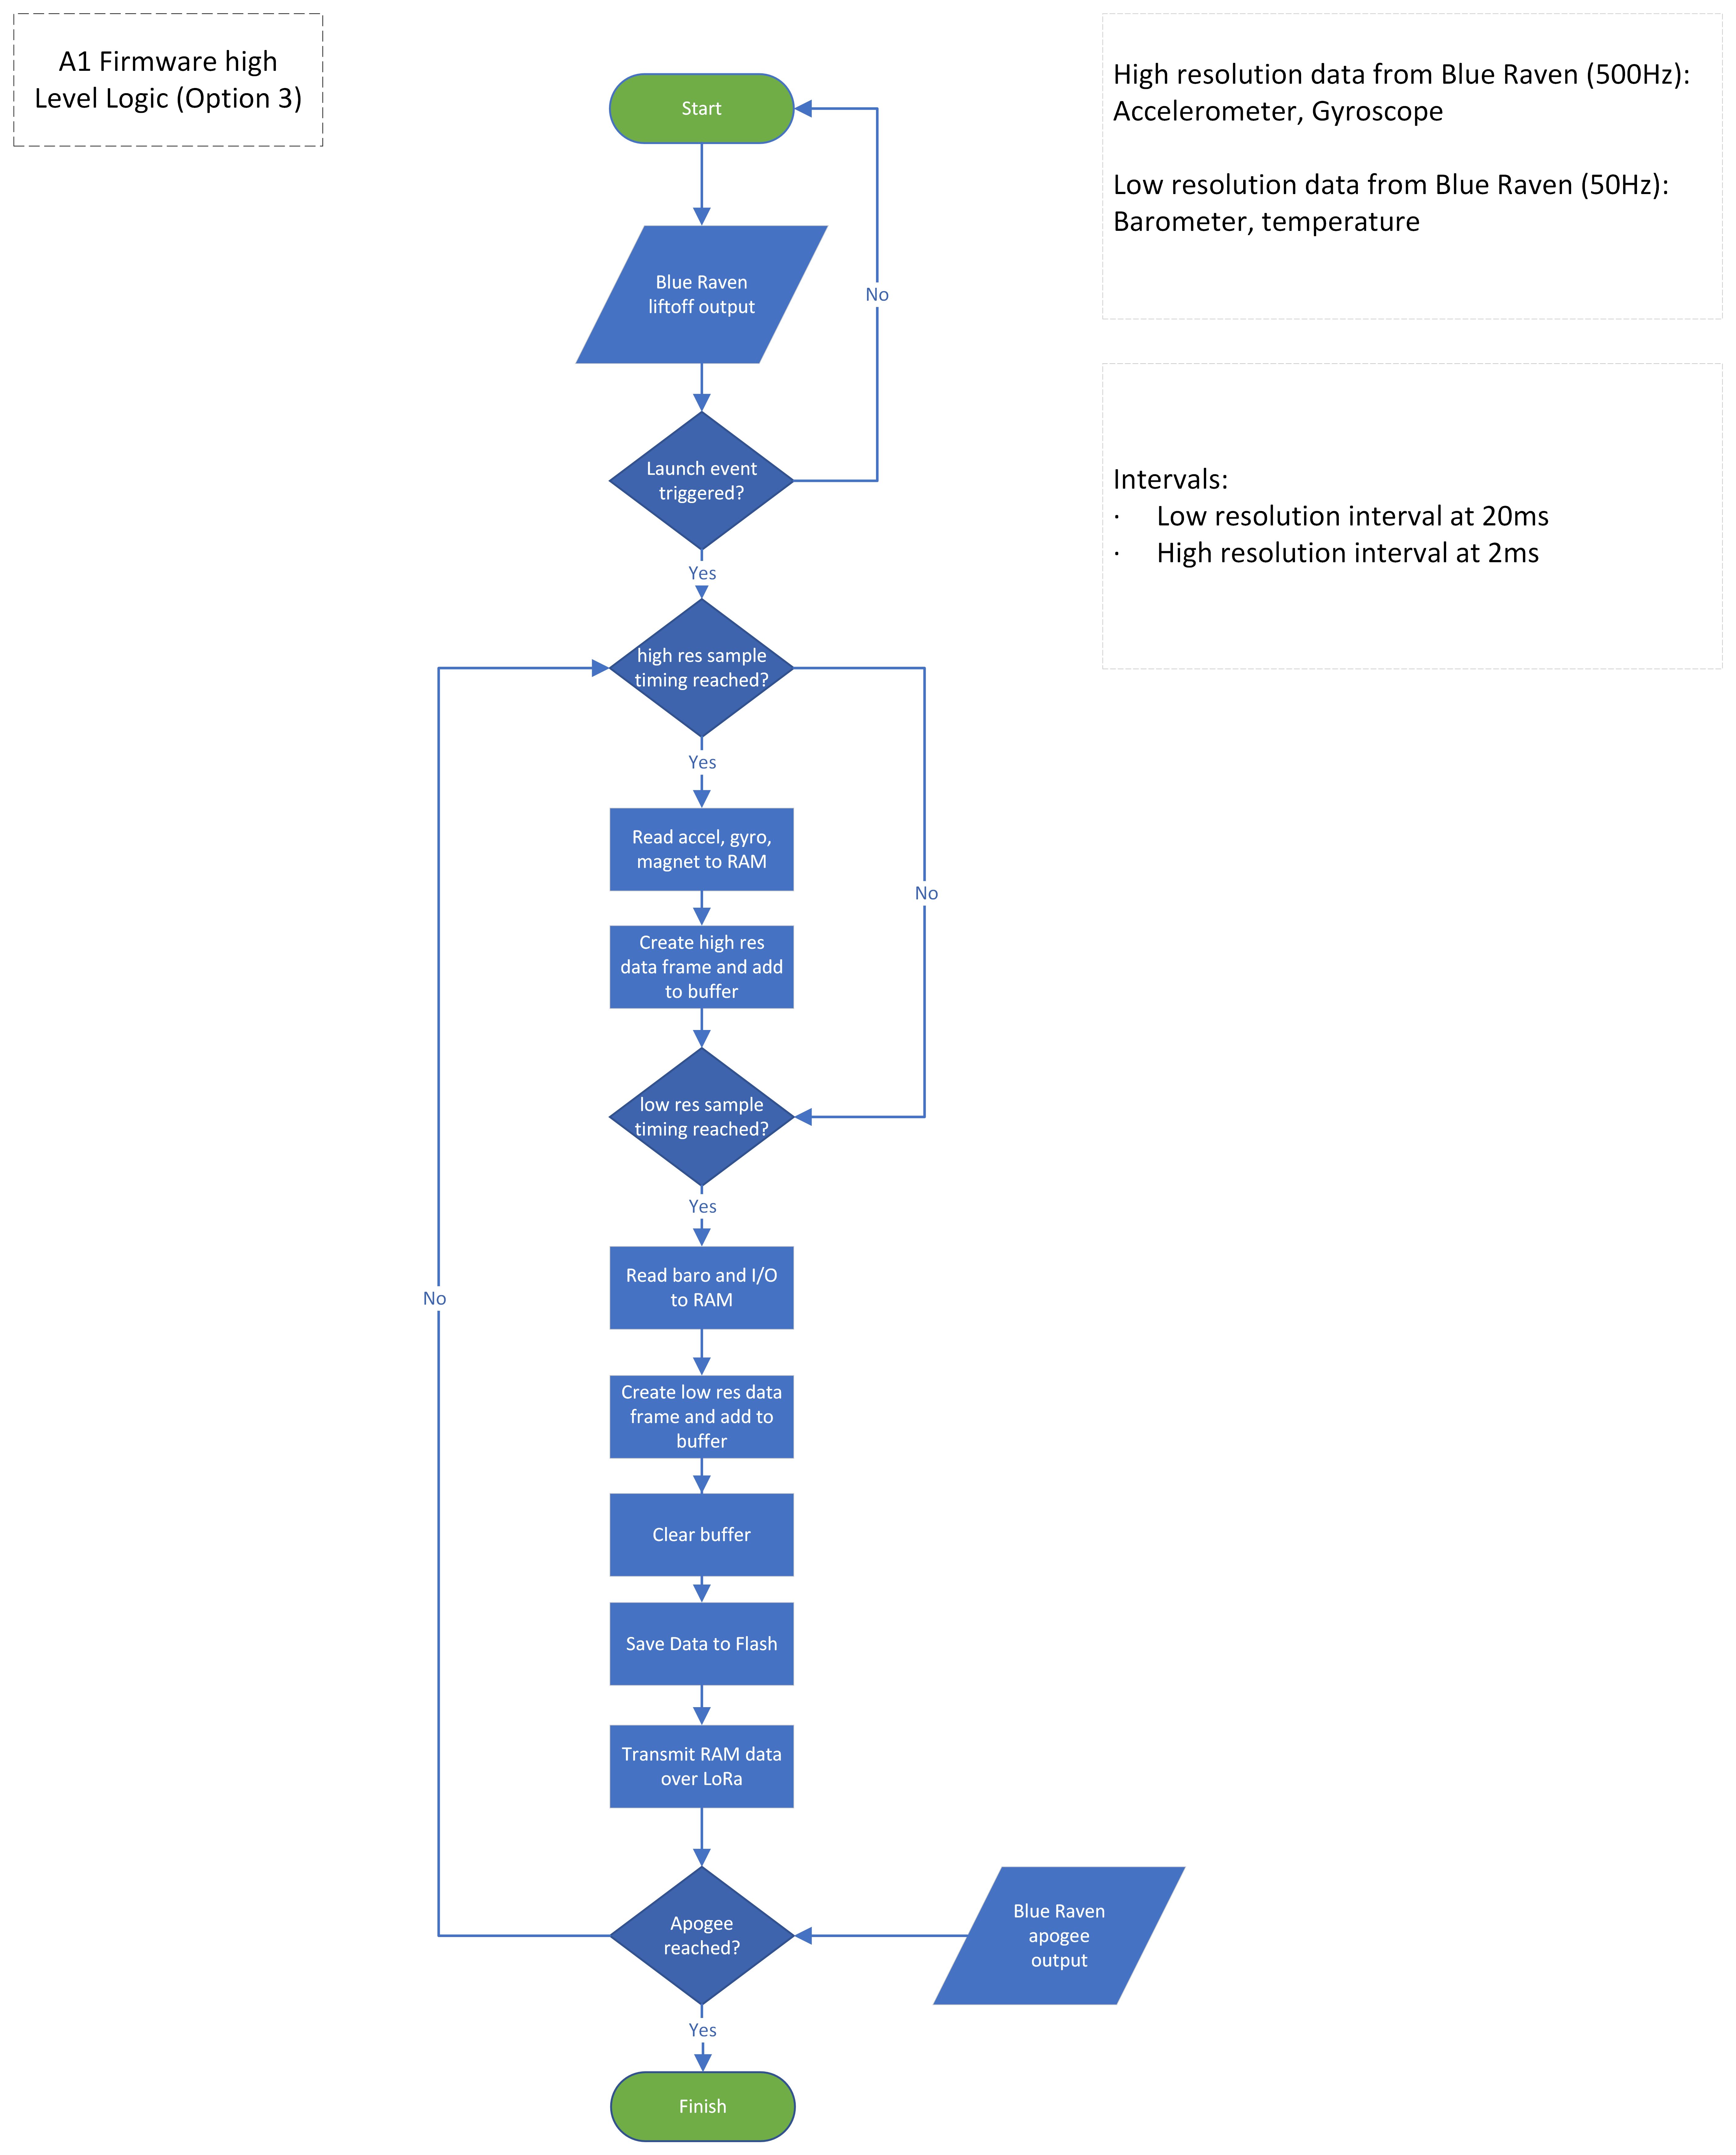 A1 Firmware high
Level Logic (Option 3)
High resolution data from Blue Raven (500Hz):
Accelerometer, Gyroscope
Low resolution data from Blue Raven (50Hz):
Barometer, temperature
Intervals:
· Low resolution interval at 20ms
· High resolution interval at 2ms
Start
Blue Raven
liftoff output
No
Launch event
triggered?
Yes
high res sample
timing reached?
Yes
Read accel, gyro,
magnet to RAM
No
Create high res
data frame and add
to buffer
low res sample
timing reached?
Yes
Read baro and I/O
to RAM
No
Create low res data
frame and add to
buffer
Clear buffer
Save Data to Flash
Transmit RAM data
over LoRa
Apogee
reached?
Blue Raven
apogee
output
Yes
Finish